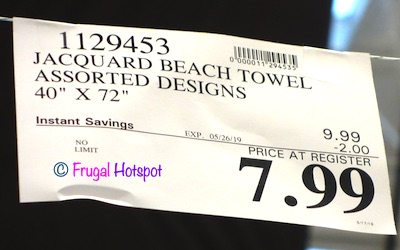 1129453
0000011294535
JACQUARD BEACH TOWEL
ASSORTED DESIGNS
40" X 72"
Instant Savings EXP. 05/26/19 9.99
-2.00
NO
LIMIT
PRICE AT REGISTER
7.99
© Frugal Hotspot